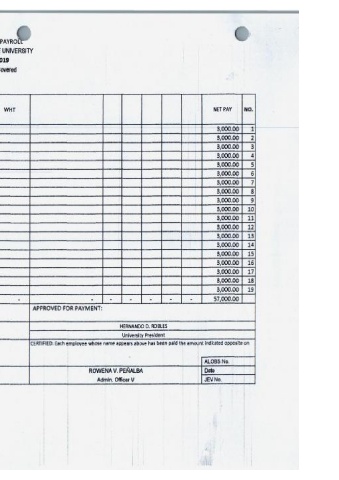 PAYROLL
UNIVERSITY
019
overed
WHT NET PAY NO.
3,000.00 1
3,000.00 2
3,000.00 3
3,000.00 4
3,000.00 5
3,000.00 6
3,000.00 7
3,000.00 8
3,000.00 9
3,000.00 10
3,000.00 11
3,000.00 12
3,000.00 13
3,000.00 14
3,000.00 15
3,000.00 16
3,000.00 17
3,000.00 18
3,000.00 19
- - - - - - - 57,000.00
APPROVED FOR PAYMENT:
HERNANDO D. ROBLES
University President
CERTIFIED: Each employee whose name appears above has been paid the amount indicated opposite on
ALOBS No.
ROWENA V. PEÑALBA Date
Admin. Officer V JEV No.